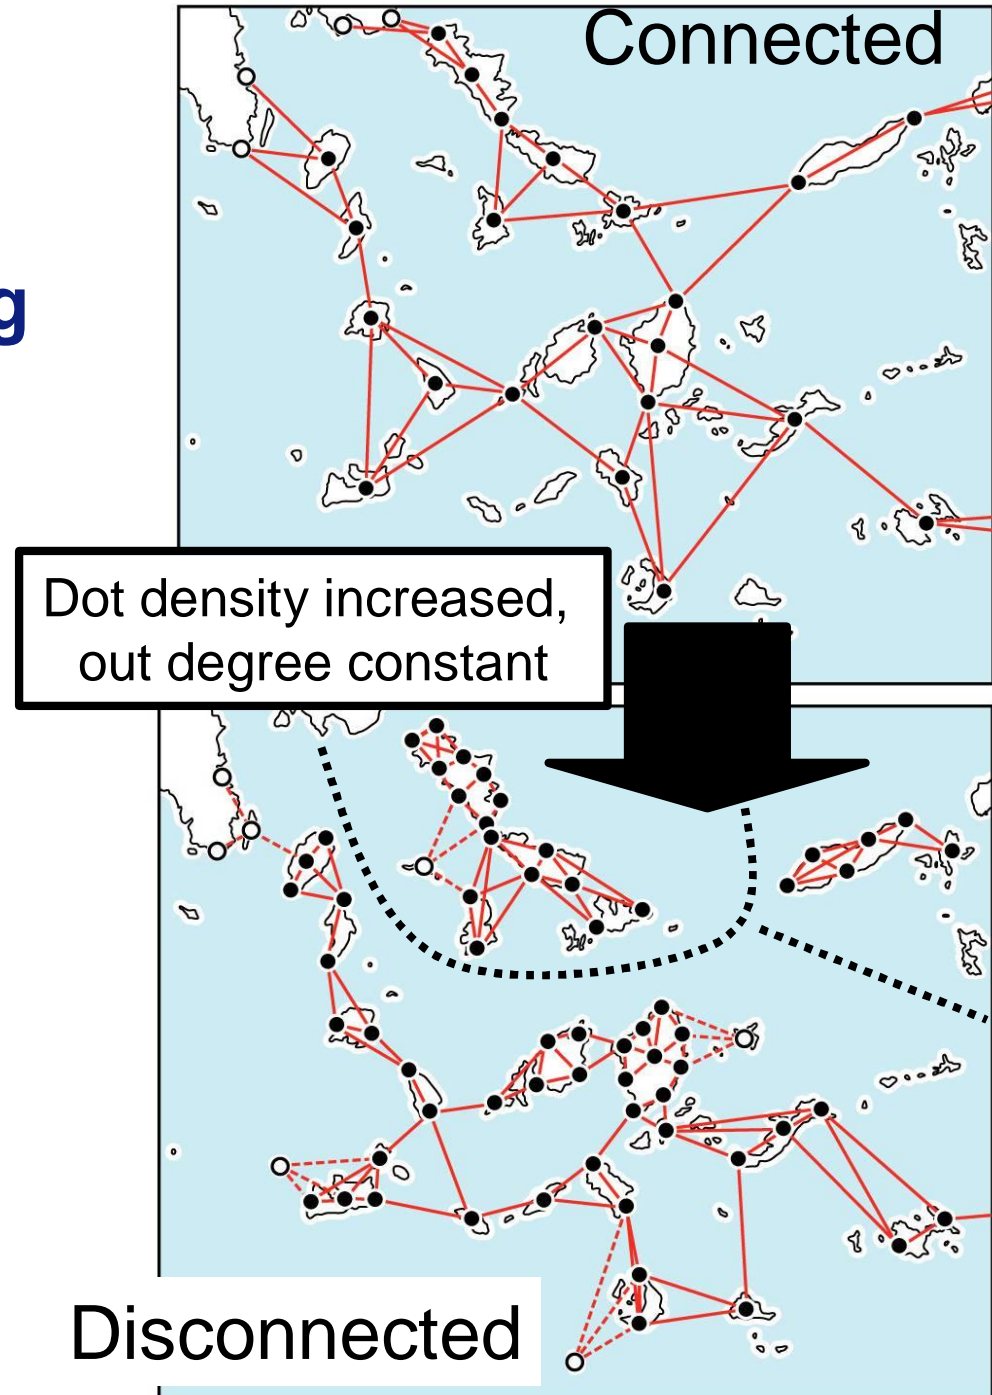 Connected
g
Dot density increased,
out degree constant
Disconnected